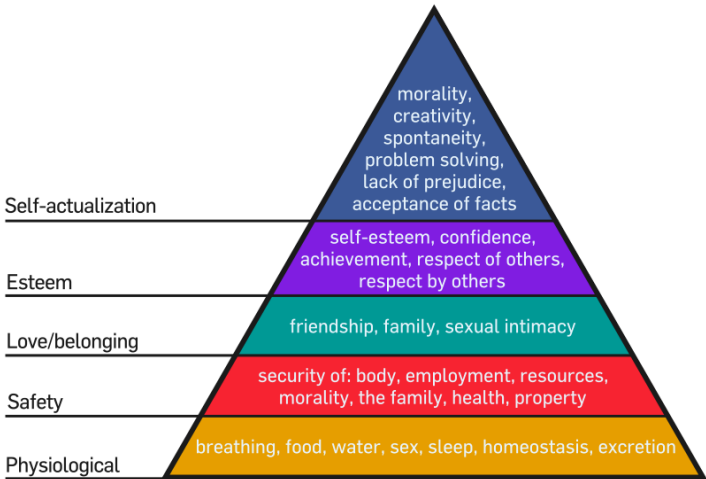 morality,
creativity,
spontaneity,
problem solving,
lack of prejudice,
acceptance of facts
Self-actualization
self-esteem, confidence,
achievement, respect of others,
respect by others
Esteem
friendship, family, sexual intimacy
Love/belonging
security of: body, employment, resources,
morality, the family, health, property
Safety
breathing, food, water, sex, sleep, homeostasis, excretion
Physiological